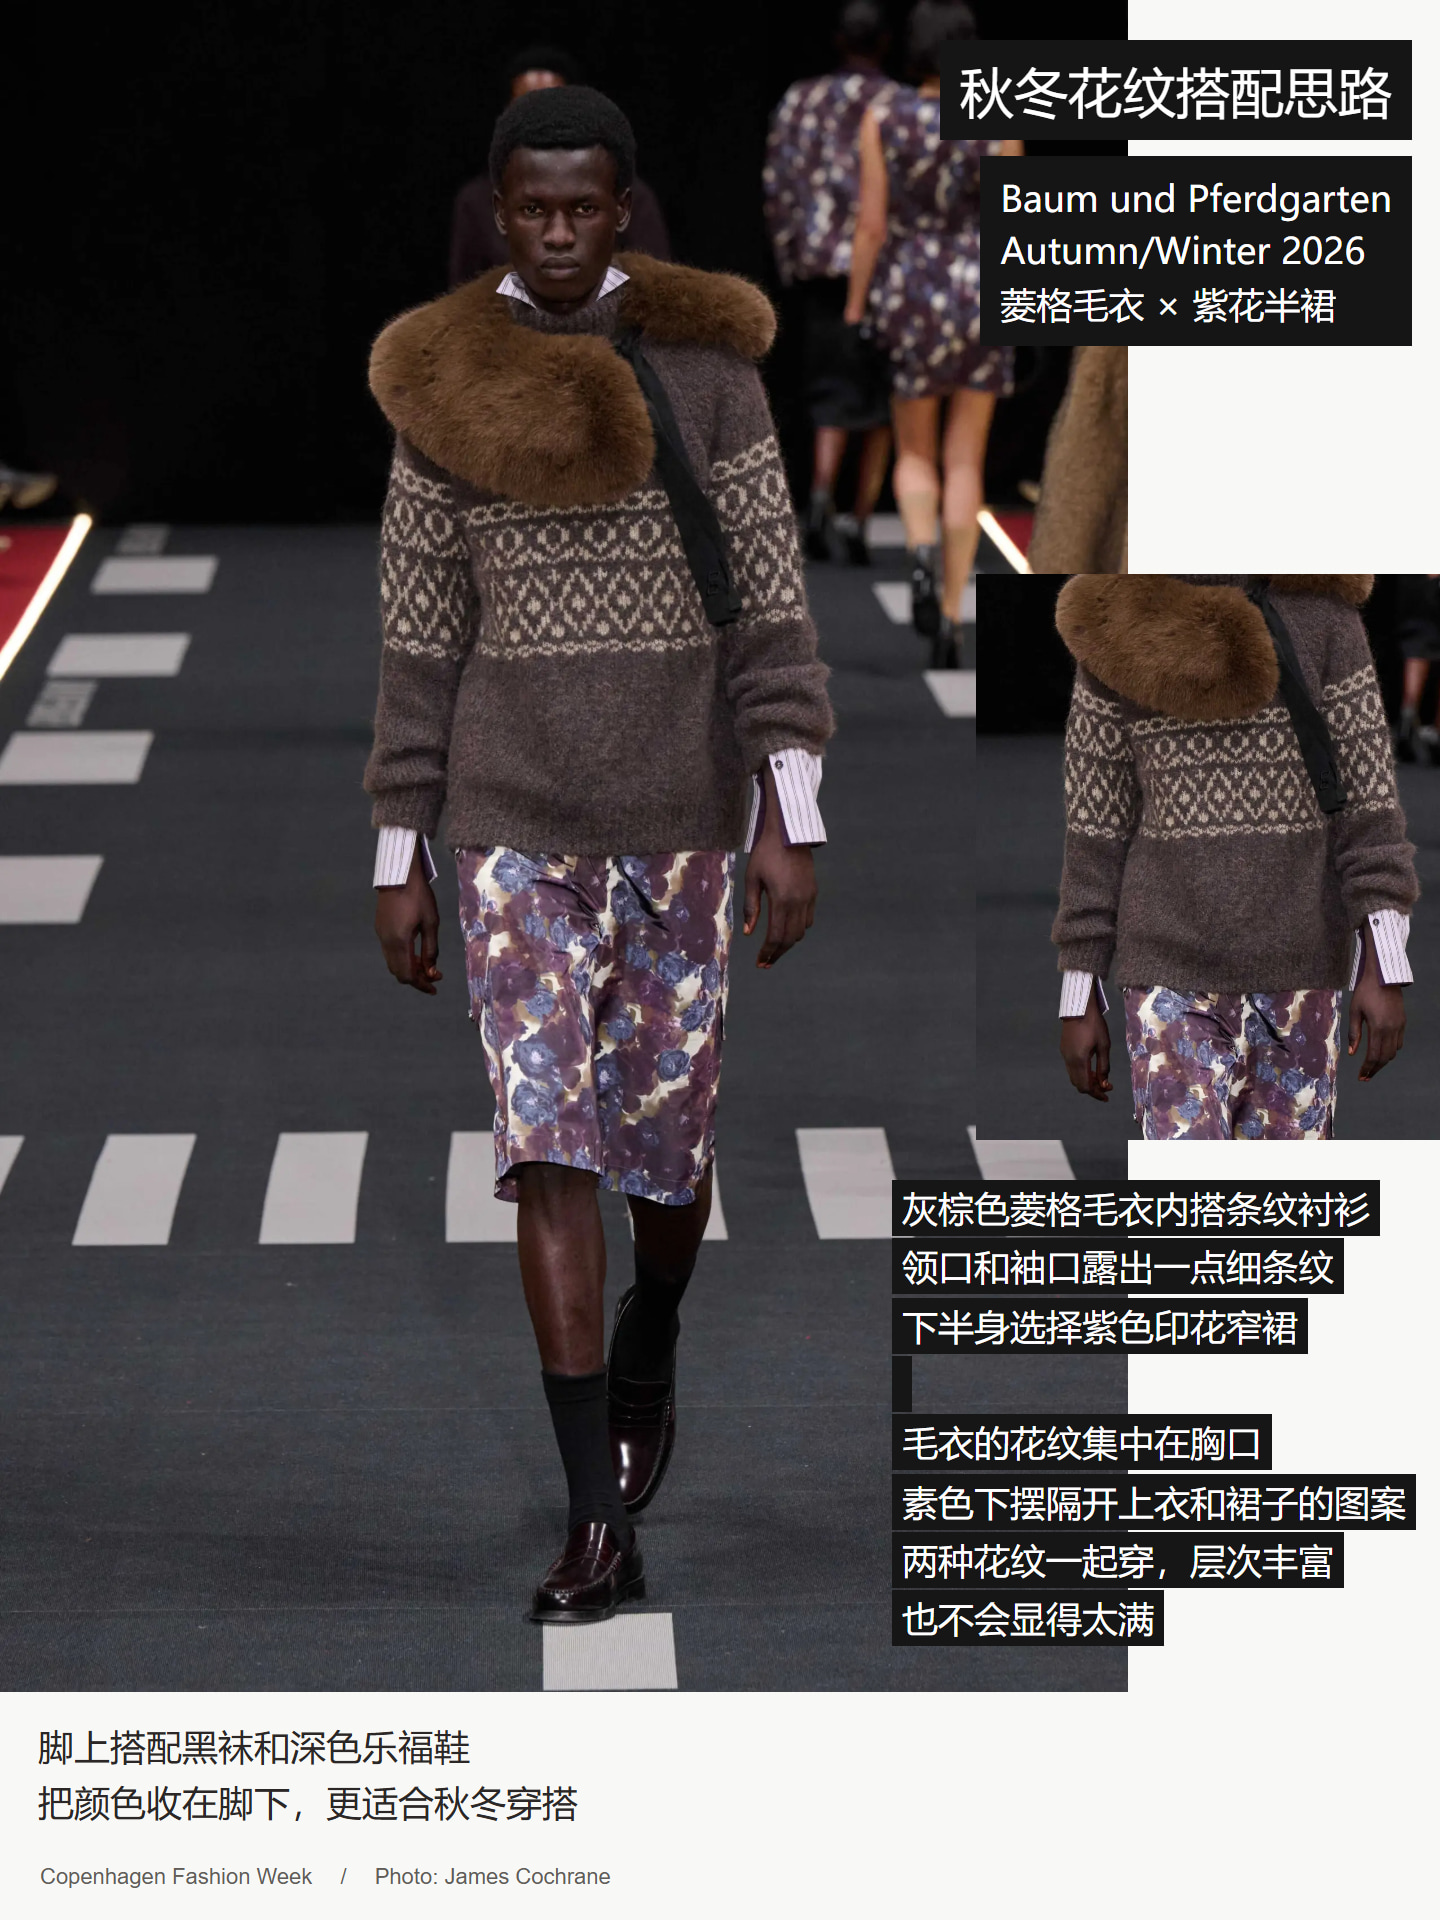 秋冬花纹搭配思路
Baum und Pferdgarten
Autumn/Winter 2026
菱格毛衣 × 紫花半裙
灰棕色菱格毛衣内搭条纹衬衫
领口和袖口露出一点细条纹
下半身选择紫色印花窄裙
毛衣的花纹集中在胸口
素色下摆隔开上衣和裙子的图案
两种花纹一起穿，层次丰富
也不会显得太满
脚上搭配黑袜和深色乐福鞋
把颜色收在脚下，更适合秋冬穿搭
Copenhagen Fashion Week / Photo: James Cochrane